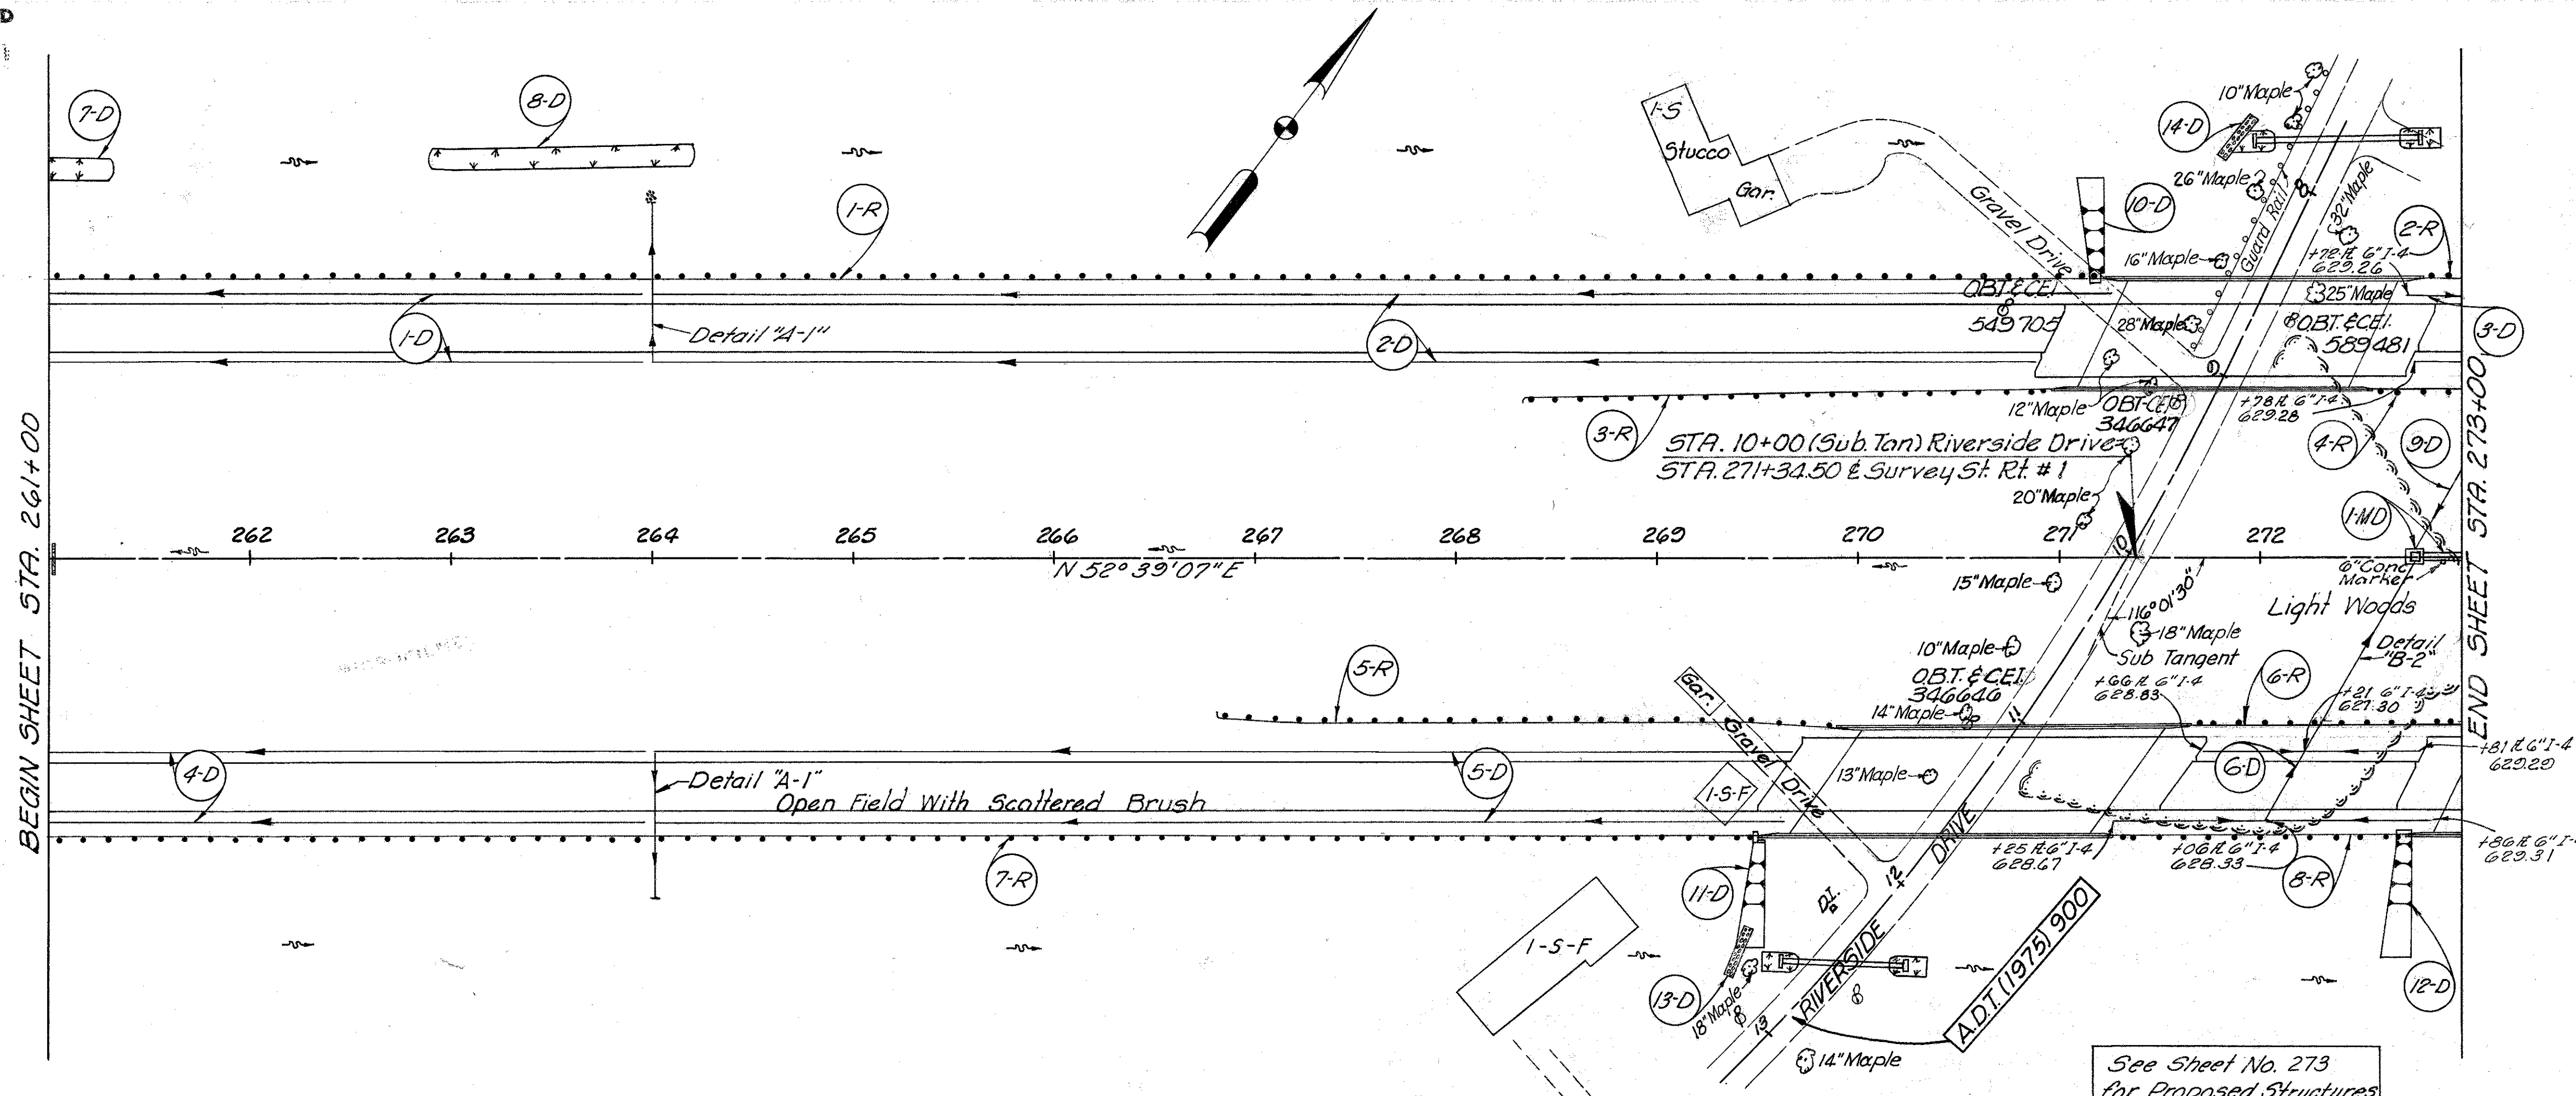 D
7-D
8-D
1-R
1-D
Detail "A-1"
2-D
1-S
Stucco
Gar.
Gravel Drive
10"Maple
14-D
26"Maple
10-D
Guard Rail
8
32"Maple
2-R
16"Maple
+72 Rt. 6" I-4
629.26
O.B.T. & C.E.I.
549705
28"Maple
25"Maple
O.B.T. & C.E.I.
589481
3-D
9
12"Maple
O.B.T. C.E.I.
346647
+78 Rt. 6" I-4
629.28
3-R
4-R
9-D
STA. 10+00 (Sub. Tan) Riverside Drive=
STA. 271+34.50 ℄ Survey St. Rt. # 1
20"Maple
1-MD
BEGIN SHEET STA. 261+00
262 263 264 265 266 267 268 269 270 271 272
10
N 52° 39' 07" E
END SHEET STA. 273+00
15"Maple
6"Conc.
Marker
116° 01' 30"
Light Woods
18"Maple
Sub Tangent
Detail
"B-2"
10"Maple
O.B.T. & C.E.I.
346646
14"Maple
11
+66 Rt. 6" I-4
628.83
5-R
6-R
+21 6" I-4
627.30
Gar.
Gravel Drive
4-D
Detail "A-1"
Open Field With Scattered Brush
5-D
1-S-F
13"Maple
6-D
+81 Rt. 6" I-4
629.29
7-R
+25 Rt. 6" I-4
628.67
+06 Rt. 6" I-4
628.33
8-R
+86 Rt. 6" I-4
629.31
11-D
D.I.
12
RIVERSIDE DRIVE
A.D.T. (1975) 900
1-S-F
13-D
18"Maple
13
12-D
14"Maple
See Sheet No. 273
for Proposed Structures